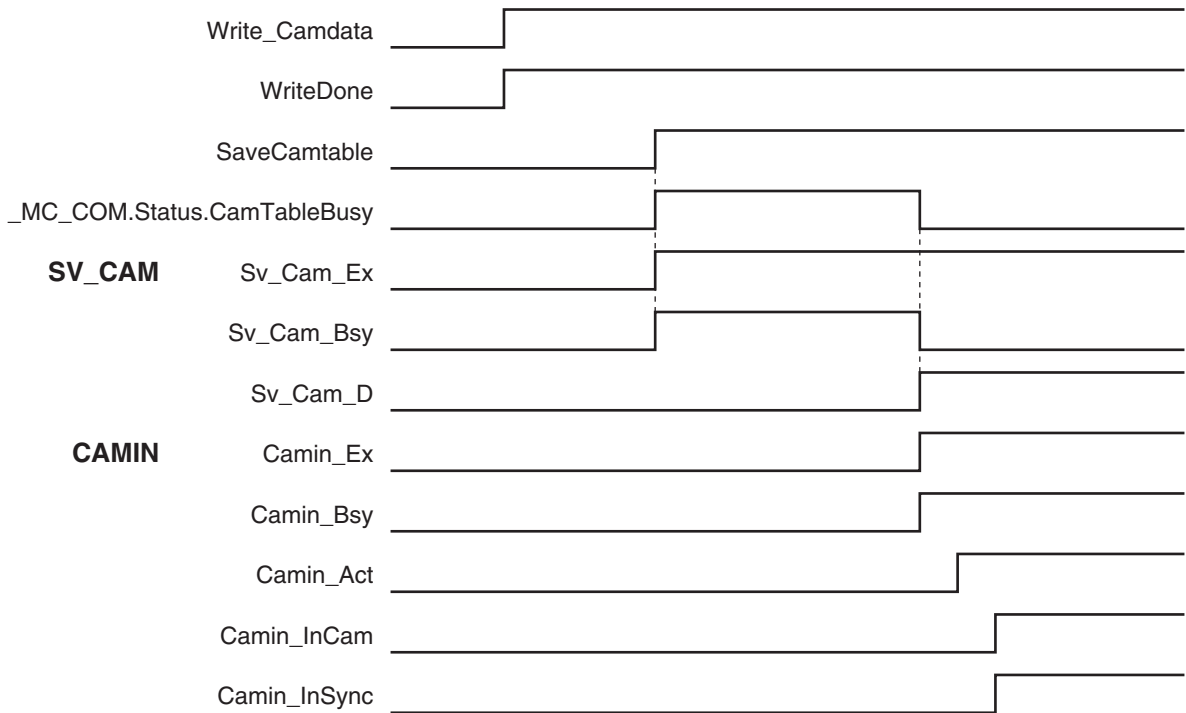 Write_Camdata
WriteDone
SaveCamtable
_MC_COM.Status.CamTableBusy
SV_CAM Sv_Cam_Ex
Sv_Cam_Bsy
Sv_Cam_D
CAMIN Camin_Ex
Camin_Bsy
Camin_Act
Camin_InCam
Camin_InSync